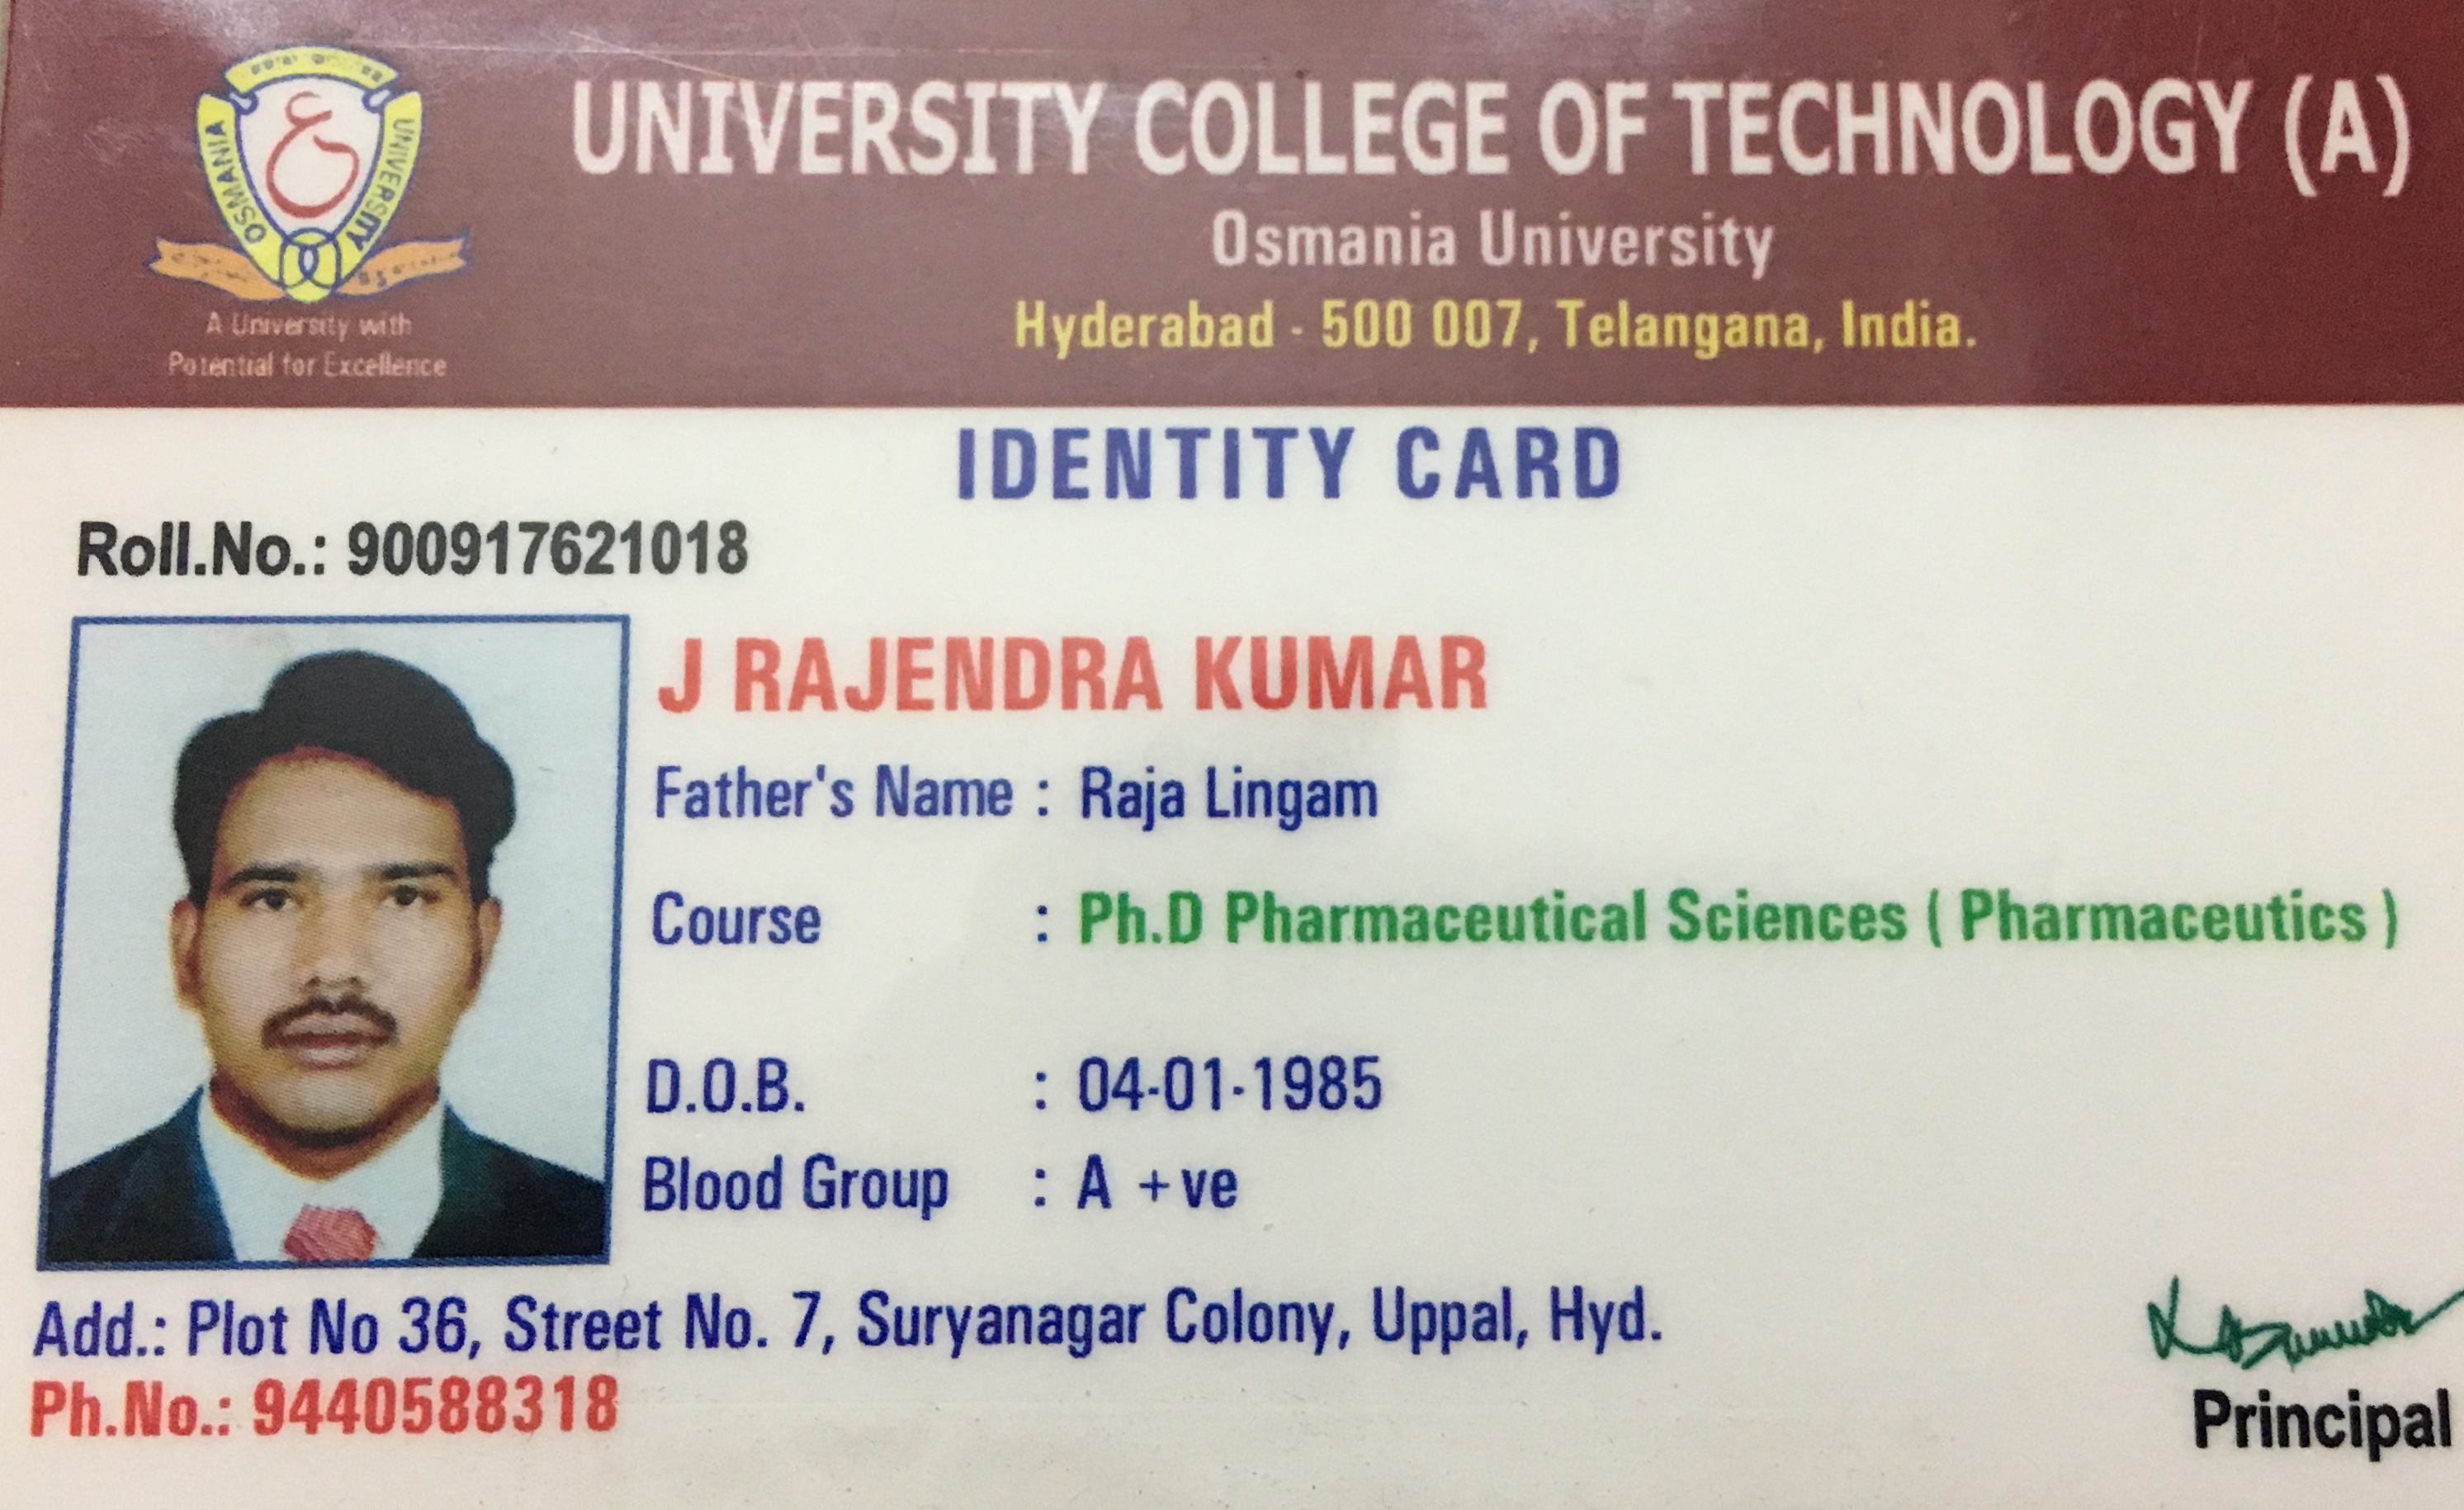 OSMANIA UNIVERSITY
A University with
Potential for Excellence
UNIVERSITY COLLEGE OF TECHNOLOGY (A)
Osmania University
Hyderabad - 500 007, Telangana, India.
IDENTITY CARD
Roll.No.: 900917621018
J RAJENDRA KUMAR
Father's Name : Raja Lingam
Course : Ph.D Pharmaceutical Sciences ( Pharmaceutics )
D.O.B. : 04-01-1985
Blood Group : A +ve
Add.: Plot No 36, Street No. 7, Suryanagar Colony, Uppal, Hyd.
Ph.No.: 9440588318
Principal